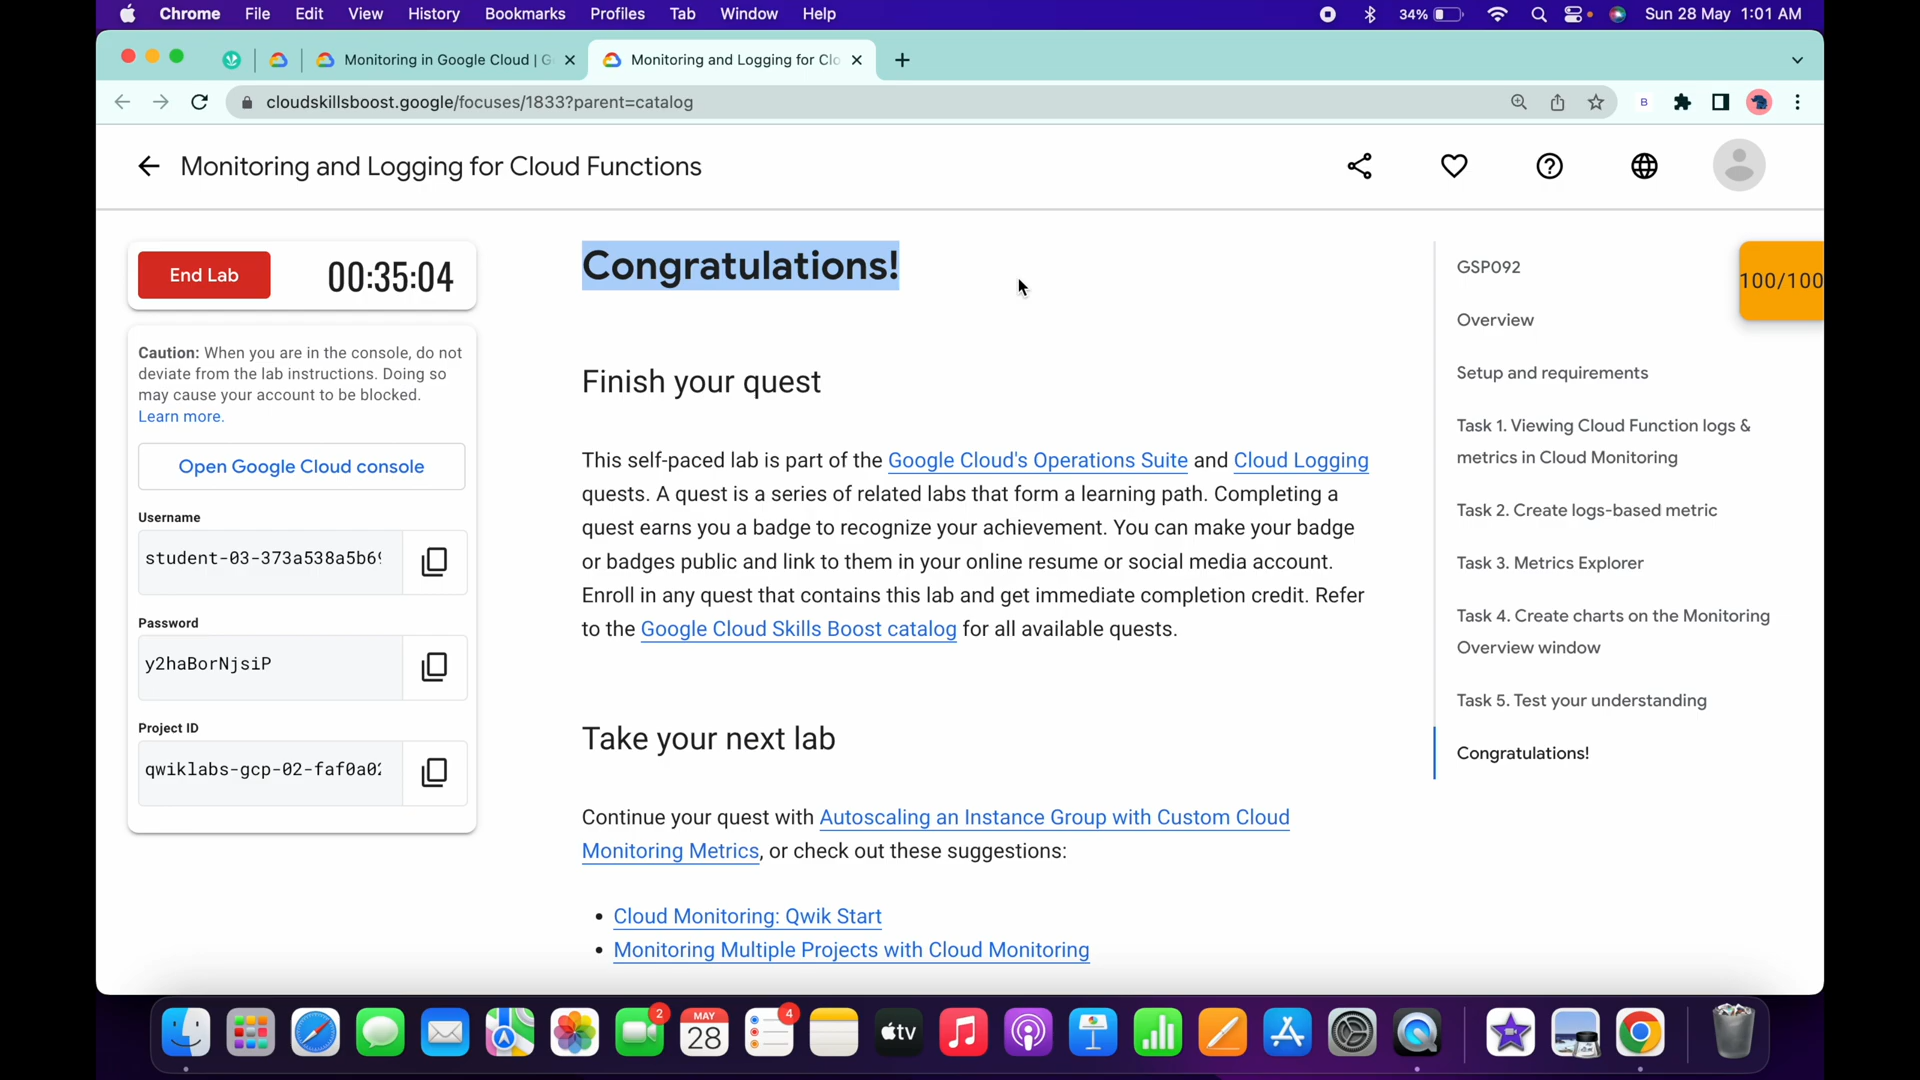 Chrome File Edit View History Bookmarks Profiles Tab Window Help 34% Sun 28 May 1:01 AM
Monitoring in Google Cloud | G Monitoring and Logging for Clo
cloudskillsboost.google/focuses/1833?parent=catalog B
Monitoring and Logging for Cloud Functions
End Lab 00:35:04
Caution: When you are in the console, do not
deviate from the lab instructions. Doing so
may cause your account to be blocked.
Learn more.
Open Google Cloud console
Username
student-03-373a538a5b69
Password
y2haBorNjsiP
Project ID
qwiklabs-gcp-02-faf0a02
Congratulations!
Finish your quest
This self-paced lab is part of the Google Cloud's Operations Suite and Cloud Logging
quests. A quest is a series of related labs that form a learning path. Completing a
quest earns you a badge to recognize your achievement. You can make your badge
or badges public and link to them in your online resume or social media account.
Enroll in any quest that contains this lab and get immediate completion credit. Refer
to the Google Cloud Skills Boost catalog for all available quests.
Take your next lab
Continue your quest with Autoscaling an Instance Group with Custom Cloud
Monitoring Metrics, or check out these suggestions:
• Cloud Monitoring: Qwik Start
• Monitoring Multiple Projects with Cloud Monitoring
GSP092
Overview
Setup and requirements
Task 1. Viewing Cloud Function logs &
metrics in Cloud Monitoring
Task 2. Create logs-based metric
Task 3. Metrics Explorer
Task 4. Create charts on the Monitoring
Overview window
Task 5. Test your understanding
Congratulations!
100/100
2 MAY 28 4 tv